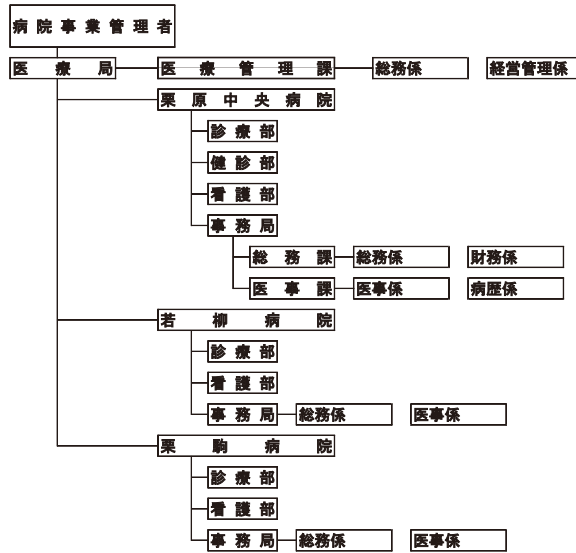 病院事業管理者
医療局 医療管理課 総務係 経営管理係
栗原中央病院
診療部
健診部
看護部
事務局
総務課 総務係 財務係
医事課 医事係 病歴係
若柳病院
診療部
看護部
事務局 総務係 医事係
栗駒病院
診療部
看護部
事務局 総務係 医事係